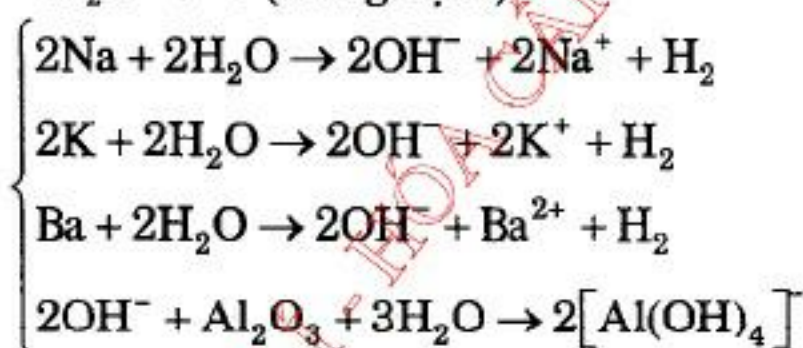 2Na + 2H₂O → 2OH⁻ + 2Na⁺ + H₂
2K + 2H₂O → 2OH⁻ + 2K⁺ + H₂
Ba + 2H₂O → 2OH⁻ + Ba²⁺ + H₂
2OH⁻ + Al₂O₃ + 3H₂O → 2[Al(OH)₄]⁻
HÓA